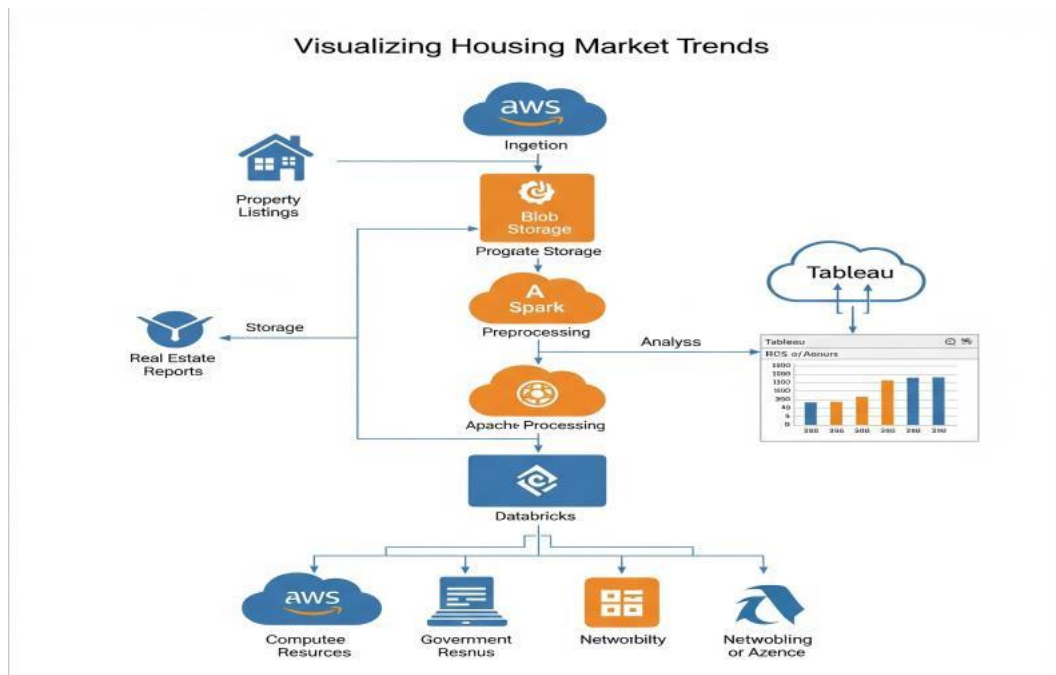 Visualizing Housing Market Trends
aws
Ingetion
Property
Listings
Blob
Storage
Prograte Storage
A
Spark
Preprocessing
Tableau
Storage
Analyss
Real Estate
Reports
Tableau
Apache Processing
Databricks
aws
Computee
Resurces
Government
Resnus
Networbilty
Netwobling
or Azence